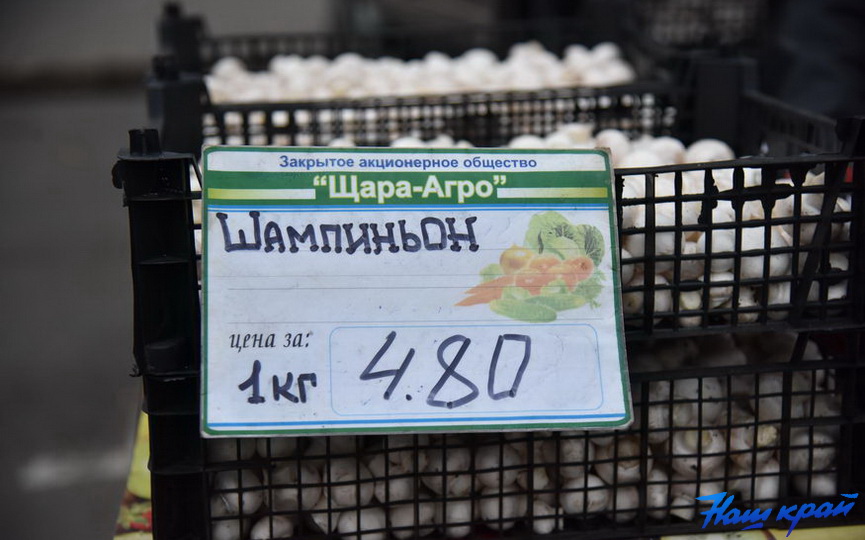 Закрытое акционерное общество
“Щара-Агро”
Шампиньон
цена за:
1кг 4.80
Наш край